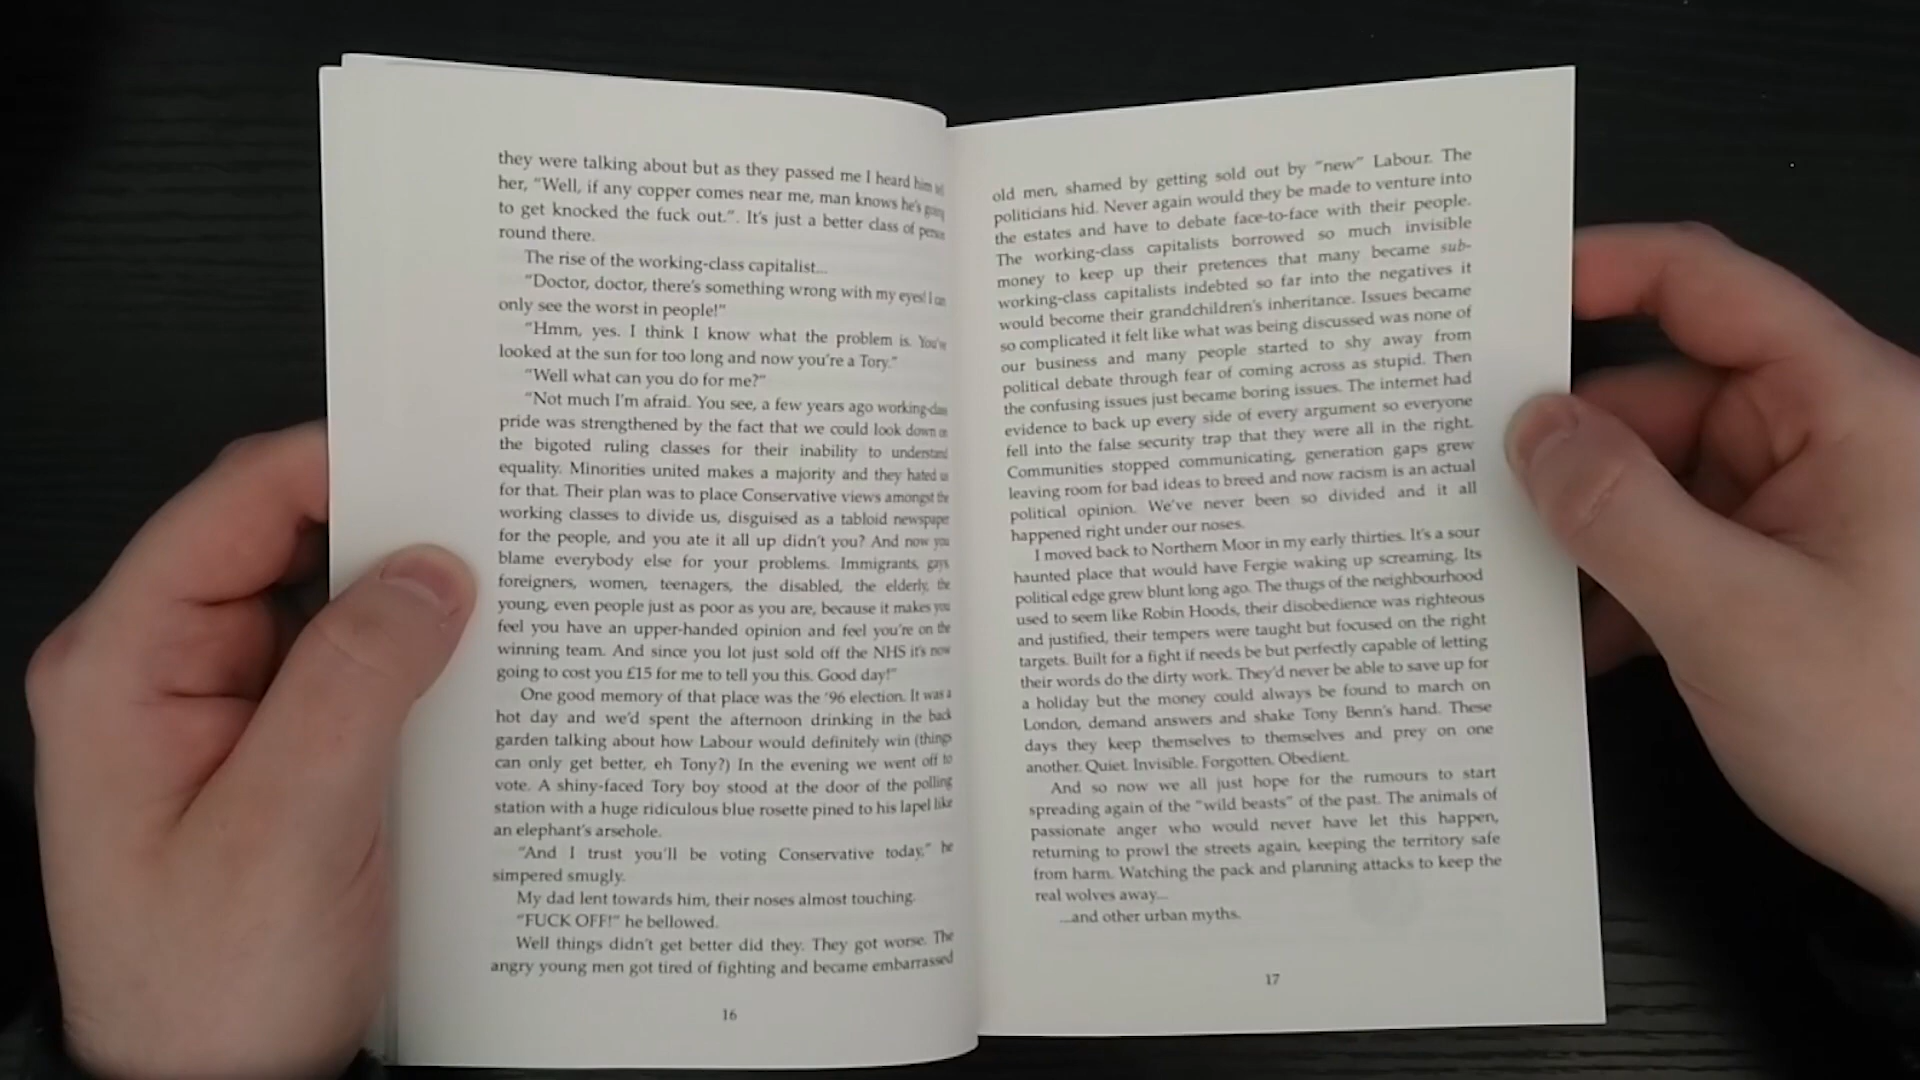 they were talking about but as they passed me I heard him tell
her, “Well, if any copper comes near me, man knows he’s going
to get knocked the fuck out.”. It’s just a better class of person
round there.
The rise of the working-class capitalist...
“Doctor, doctor, there’s something wrong with my eyes! I can
only see the worst in people!”
“Hmm, yes. I think I know what the problem is. You’ve
looked at the sun for too long and now you’re a Tory.”
“Well what can you do for me?”
“Not much I’m afraid. You see, a few years ago working-class
pride was strengthened by the fact that we could look down on
the bigoted ruling classes for their inability to understand
equality. Minorities united makes a majority and they hated us
for that. Their plan was to place Conservative views amongst the
working classes to divide us, disguised as a tabloid newspaper
for the people, and you ate it all up didn’t you? And now you
blame everybody else for your problems. Immigrants, gays,
foreigners, women, teenagers, the disabled, the elderly, the
young, even people just as poor as you are, because it makes you
feel you have an upper-handed opinion and feel you’re on the
winning team. And since you lot just sold off the NHS it’s now
going to cost you £15 for me to tell you this. Good day!”
One good memory of that place was the ‘96 election. It was a
hot day and we’d spent the afternoon drinking in the back
garden talking about how Labour would definitely win (things
can only get better, eh Tony?) In the evening we went off to
vote. A shiny-faced Tory boy stood at the door of the polling
station with a huge ridiculous blue rosette pined to his lapel like
an elephant’s arsehole.
“And I trust you’ll be voting Conservative today,” he
simpered smugly.
My dad lent towards him, their noses almost touching.
“FUCK OFF!” he bellowed.
Well things didn’t get better did they. They got worse. The
angry young men got tired of fighting and became embarrassed
16
old men, shamed by getting sold out by “new” Labour. The
politicians hid. Never again would they be made to venture into
the estates and have to debate face-to-face with their people.
The working-class capitalists borrowed so much invisible
money to keep up their pretences that many became sub-
working-class capitalists indebted so far into the negatives it
would become their grandchildren’s inheritance. Issues became
so complicated it felt like what was being discussed was none of
our business and many people started to shy away from
political debate through fear of coming across as stupid. Then
the confusing issues just became boring issues. The internet had
evidence to back up every side of every argument so everyone
fell into the false security trap that they were all in the right.
Communities stopped communicating, generation gaps grew
leaving room for bad ideas to breed and now racism is an actual
political opinion. We’ve never been so divided and it all
happened right under our noses.
I moved back to Northern Moor in my early thirties. It’s a sour
haunted place that would have Fergie waking up screaming. Its
political edge grew blunt long ago. The thugs of the neighbourhood
used to seem like Robin Hoods, their disobedience was righteous
and justified, their tempers were taught but focused on the right
targets. Built for a fight if needs be but perfectly capable of letting
their words do the dirty work. They’d never be able to save up for
a holiday but the money could always be found to march on
London, demand answers and shake Tony Benn’s hand. These
days they keep themselves to themselves and prey on one
another. Quiet. Invisible. Forgotten. Obedient.
And so now we all just hope for the rumours to start
spreading again of the “wild beasts” of the past. The animals of
passionate anger who would never have let this happen,
returning to prowl the streets again, keeping the territory safe
from harm. Watching the pack and planning attacks to keep the
real wolves away...
...and other urban myths.
17